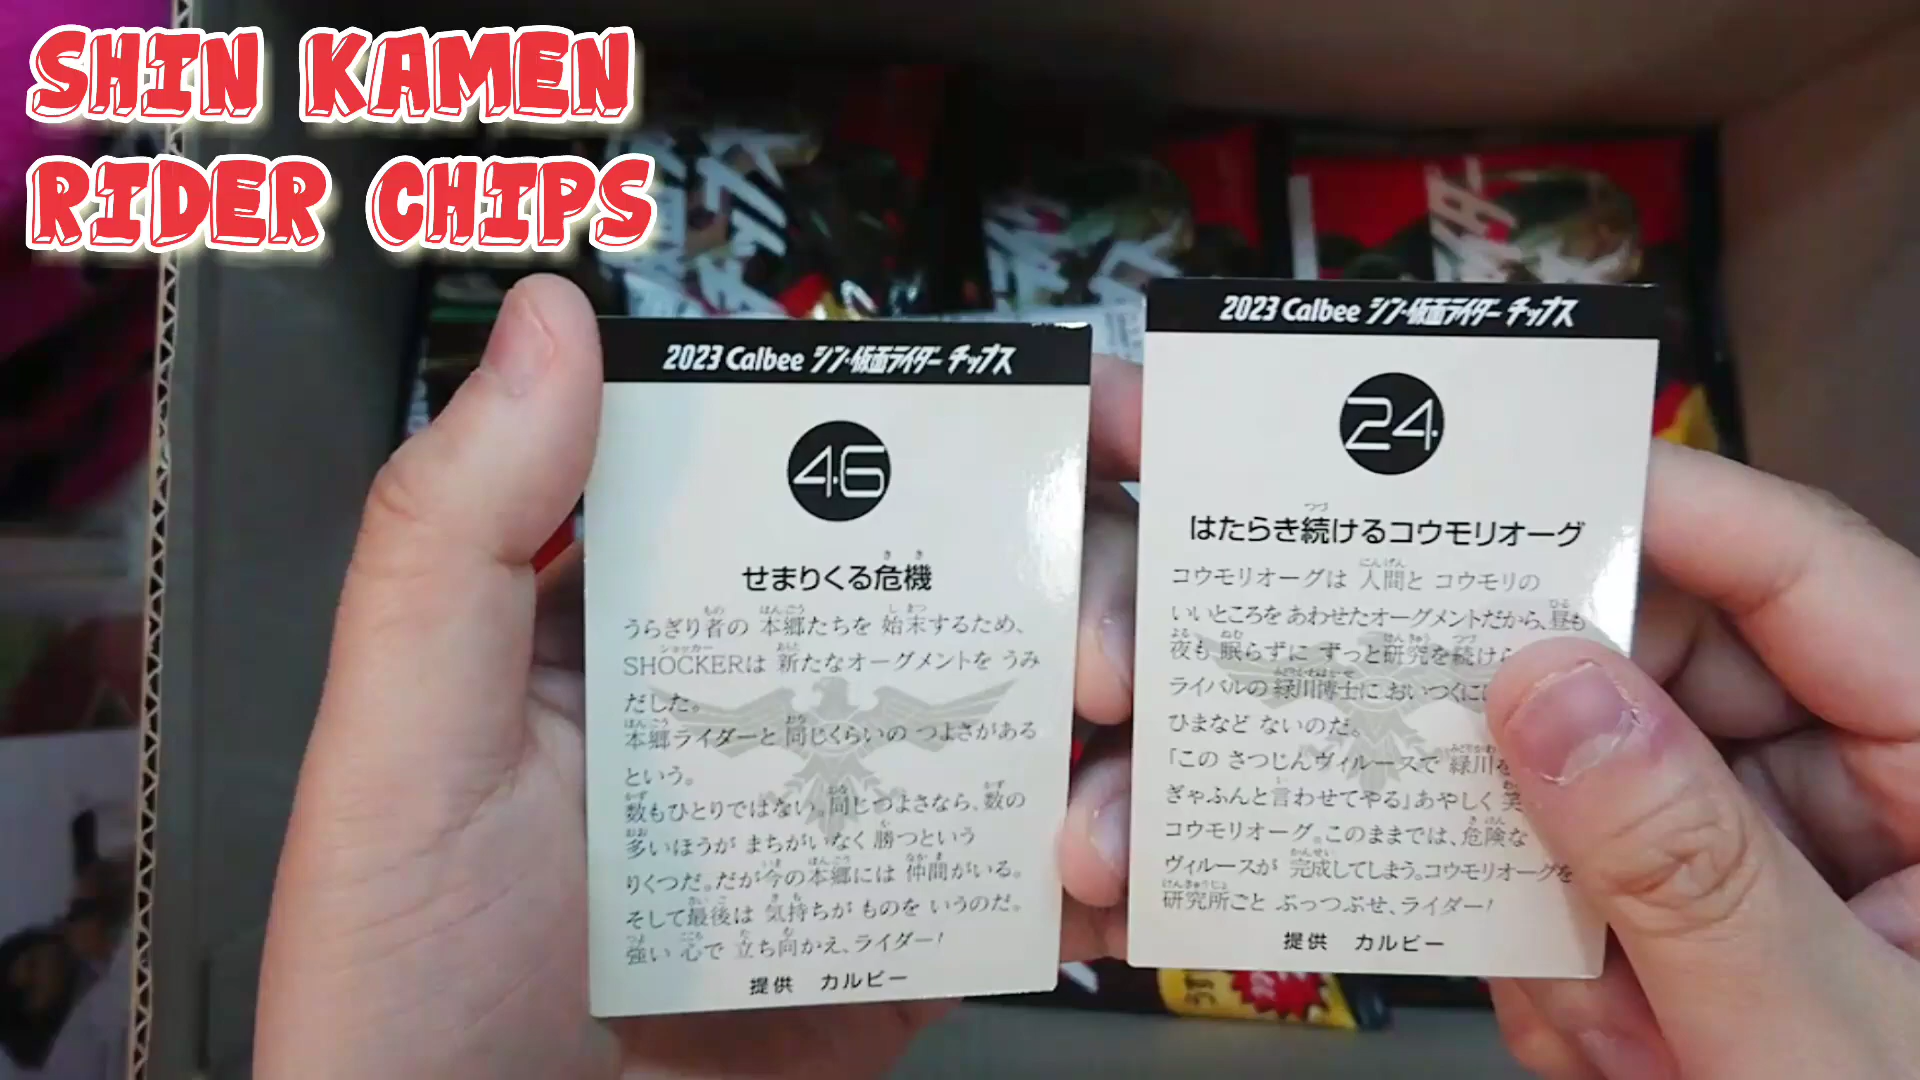 SHIN KAMEN
RIDER CHIPS
2023 Calbee シン・仮面ライダー チップス
46
せまりくる危機
うらぎり者の 本郷たちを 始末するため、
SHOCKERは 新たなオーグメントを うみ
だした。
本郷ライダーと 同じくらいの つよさがある
という。
数もひとりではない。同じつよさなら、数の
多いほうが まちがいなく 勝つという
りくつだ。だが今の本郷には 仲間がいる。
そして最後は 気持ちが ものを いうのだ。
強い 心で 立ち向かえ、ライダー!
提供 カルビー
2023 Calbee シン・仮面ライダー チップス
24
はたらき続けるコウモリオーグ
コウモリオーグは 人間と コウモリの
いいところを あわせたオーグメントだから、昼も
夜も 眠らずに ずっと研究を続けら
ライバルの 緑川博士に おいつくに
ひまなど ないのだ。
「この さつじんヴィルースで 緑川を
ぎゃふんと言わせてやる」あやしく 笑
コウモリオーグ。このままでは、危険な
ヴィルースが 完成してしまう。コウモリオーグを
研究所ごと ぶっつぶせ、ライダー!
提供 カルビー